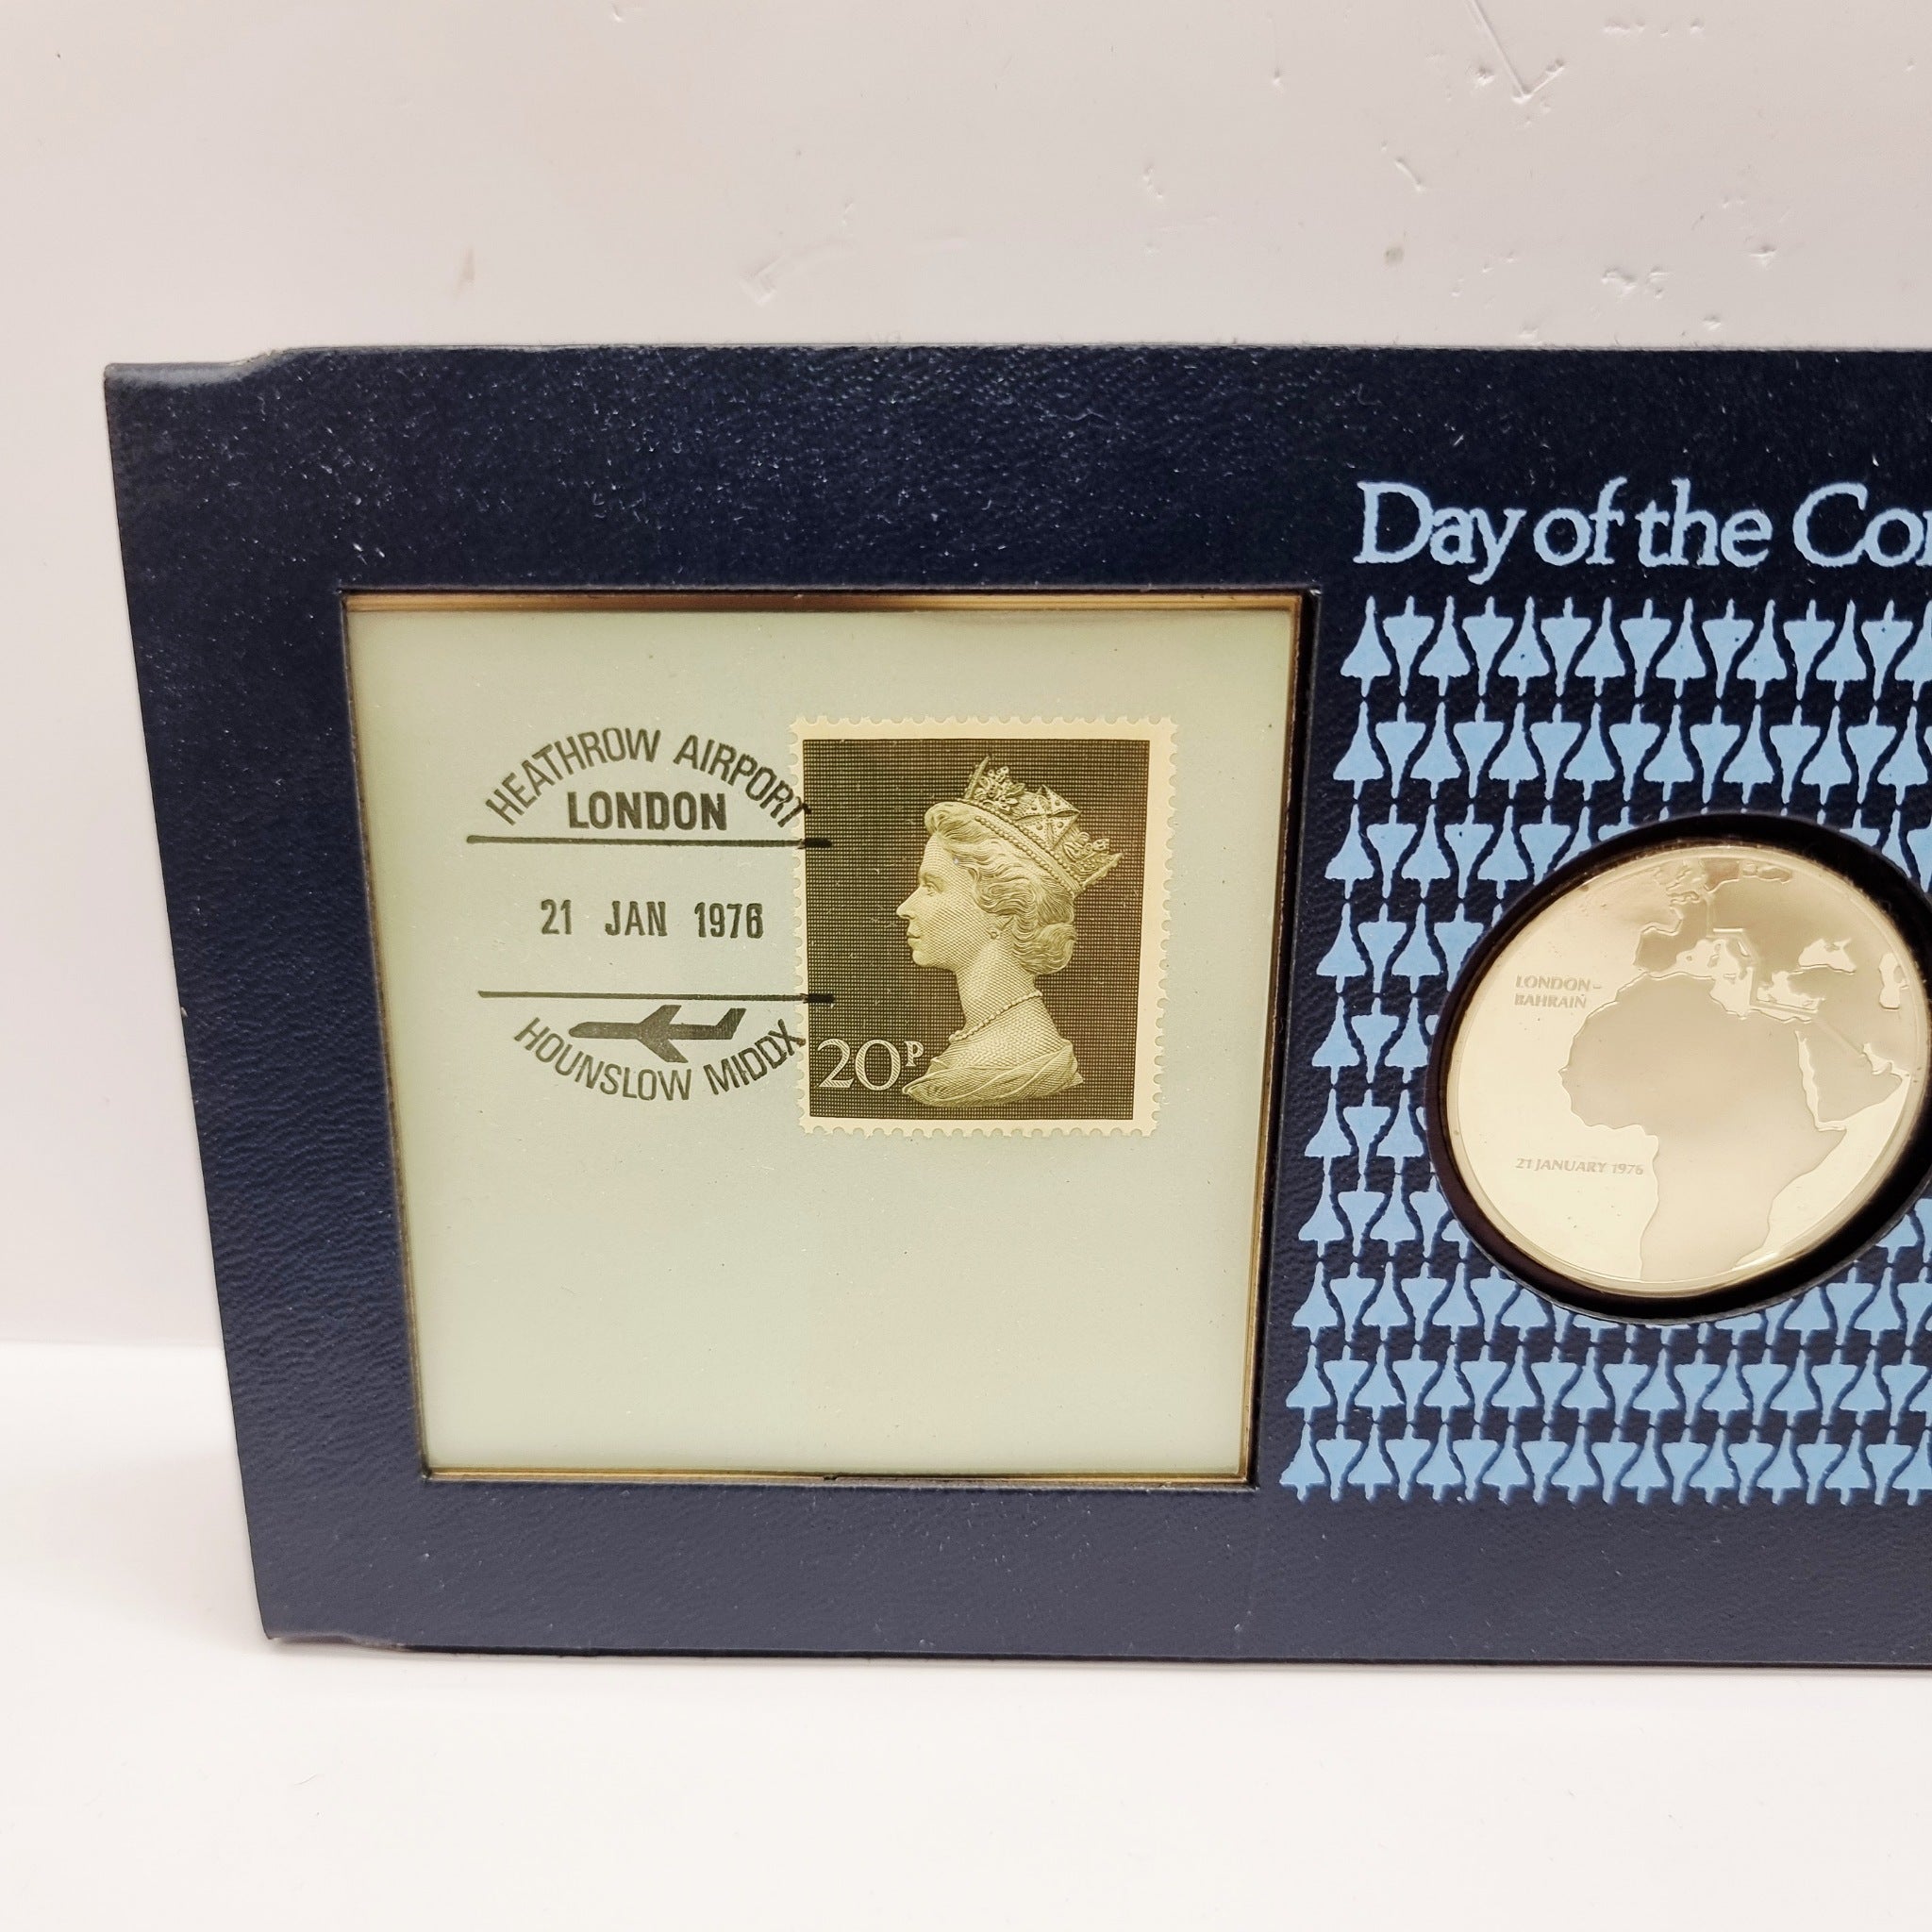 Day of the Co
HEATHROW AIRPORT
LONDON
21 JAN 1976
HOUNSLOW MIDDX
20P
LONDON-
BAHRAIN
21 JANUARY 1976